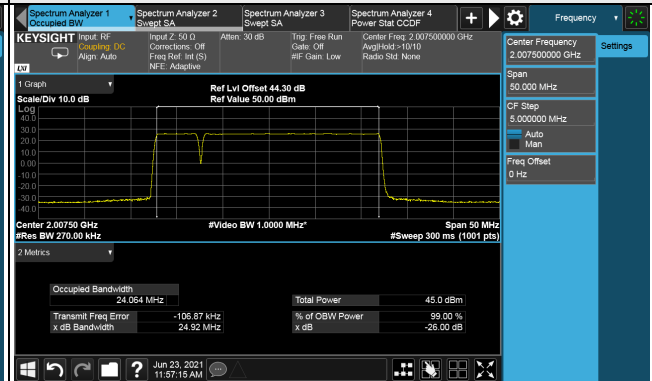 Spectrum Analyzer 1
Occupied BW
Spectrum Analyzer 2
Swept SA
Spectrum Analyzer 3
Swept SA
Spectrum Analyzer 4
Power Stat CCDF
Frequency
KEYSIGHT
Input: RF
Coupling: DC
Align: Auto
Input Z: 50 Ω
Corrections: Off
Freq Ref: Int (S)
NFE: Adaptive
Atten: 30 dB
Trig: Free Run
Gate: Off
#IF Gain: Low
Center Freq: 2.007500000 GHz
Avg|Hold:>10/10
Radio Std: None
LXI
Center Frequency
2.007500000 GHz
Settings
Span
50.000 MHz
CF Step
5.000000 MHz
Auto
Man
Freq Offset
0 Hz
1 Graph
Scale/Div 10.0 dB
Ref Lvl Offset 44.30 dB
Ref Value 50.00 dBm
Log
40.0
30.0
20.0
10.0
0.00
-10.0
-20.0
-30.0
-40.0
Center 2.00750 GHz
#Video BW 1.0000 MHz*
Span 50 MHz
#Res BW 270.00 kHz
#Sweep 300 ms (1001 pts)
2 Metrics
Occupied Bandwidth
24.064 MHz
Total Power 45.0 dBm
Transmit Freq Error -106.87 kHz
% of OBW Power 99.00 %
x dB Bandwidth 24.92 MHz
x dB -26.00 dB
Jun 23, 2021
11:57:15 AM